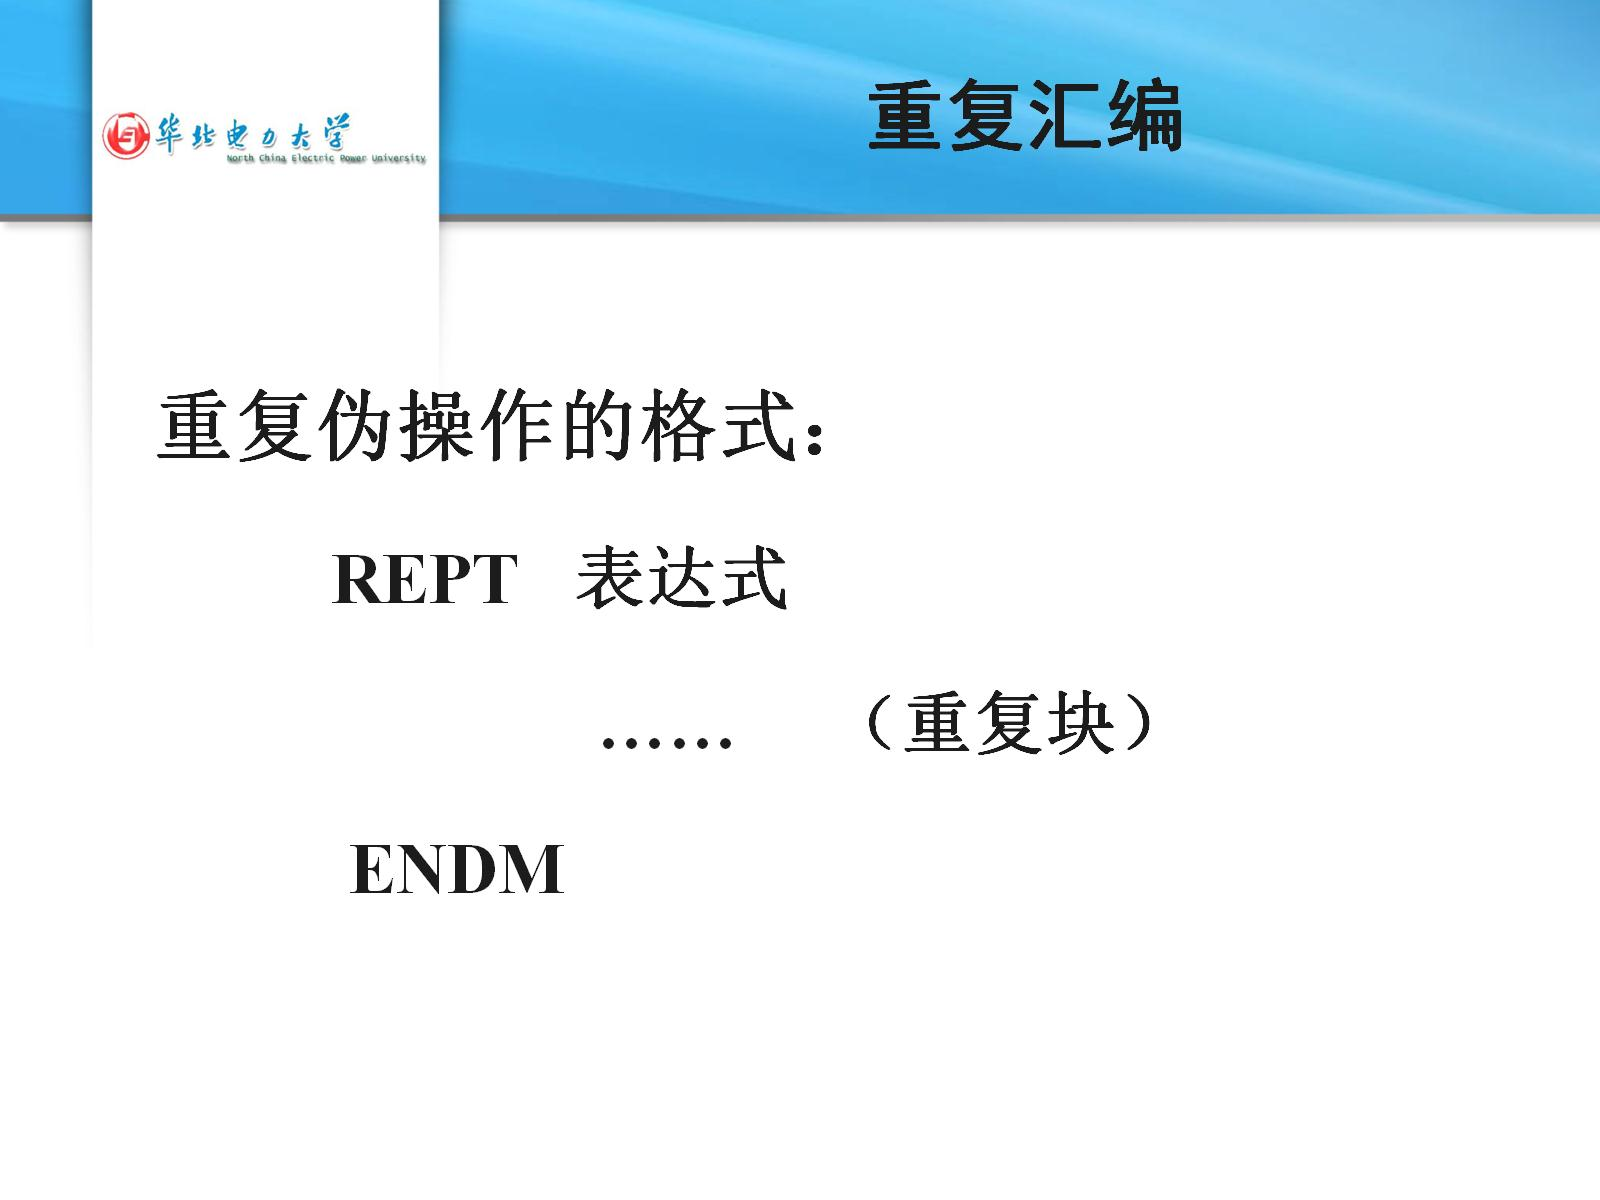 华北电力大学
North China Electric Power University
重复汇编
重复伪操作的格式：
REPT 表达式
…… （重复块）
ENDM